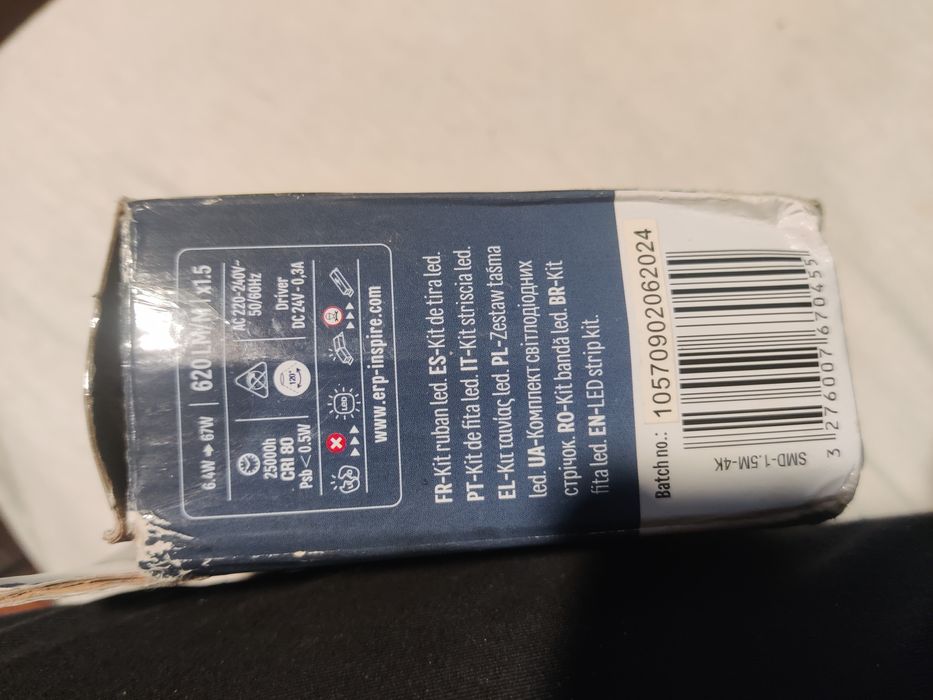 6.4W → 67W | 620 LM/M | x1.5
25000h
CRI 80
Psb < 0.5W
120°
AC 220-240V~
50/60Hz
Driver
DC 24V - 0,3A
LED
www.erp-inspire.com
FR-Kit ruban led. ES-Kit de tira led.
PT-Kit de fita led. IT-Kit striscia led.
EL-Κιτ ταινίας led. PL-Zestaw taśma
led. UA-Комплект світлодіодних
стрічок. RO-Kit bandă led. BR-Kit
fita led. EN-LED strip kit.
Batch no.: 1057090206 2024
SMD-1.5M-4K
3 276007 670455